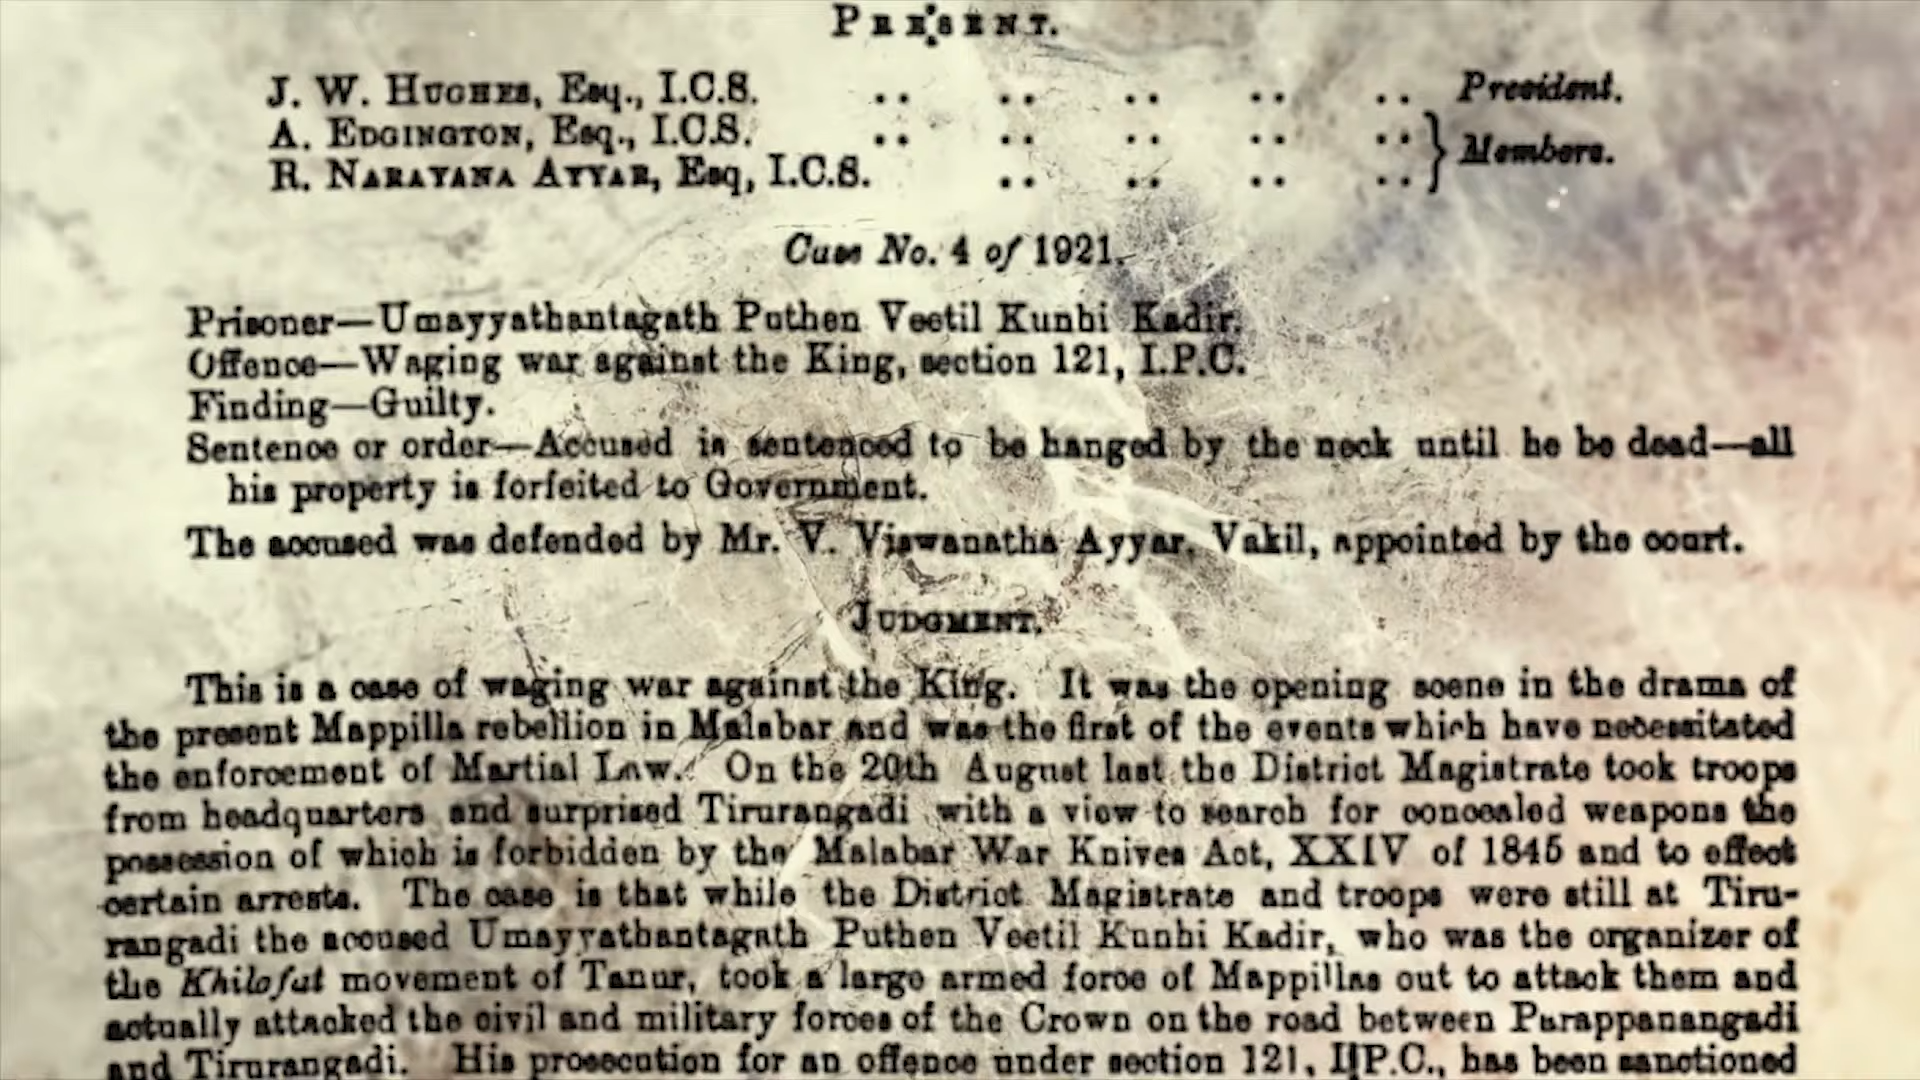 PRESENT.
J. W. HUGHES, Esq., I.C.S. .. .. .. .. .. President.
A. EDGINGTON, Esq., I.C.S. .. .. .. .. .. } Members.
R. NARAYANA AYYAR, Esq, I.C.S. .. .. .. ..
Case No. 4 of 1921.
Prisoner—Umayyathantagath Puthen Veetil Kunhi Kadir.
Offence—Waging war against the King, section 121, I.P.C.
Finding—Guilty.
Sentence or order—Accused is sentenced to be hanged by the neck until he be dead—all
his property is forfeited to Government.
The accused was defended by Mr. V. Viswanatha Ayyar, Vakil, appointed by the court.
JUDGMENT.
This is a case of waging war against the King. It was the opening scene in the drama of
the present Mappilla rebellion in Malabar and was the first of the events which have necessitated
the enforcement of Martial Law. On the 20th August last the District Magistrate took troops
from headquarters and surprised Tirurangadi with a view to search for concealed weapons the
possession of which is forbidden by the Malabar War Knives Act, XXIV of 1845 and to effect
certain arrests. The case is that while the District Magistrate and troops were still at Tiru-
rangadi the accused Umayyathantagath Puthen Veetil Kunhi Kadir, who was the organizer of
the Khilafat movement of Tanur, took a large armed force of Mappillas out to attack them and
actually attacked the civil and military forces of the Crown on the road between Parappanangadi
and Tirurangadi. His prosecution for an offence under section 121, I.P.C., has been sanctioned